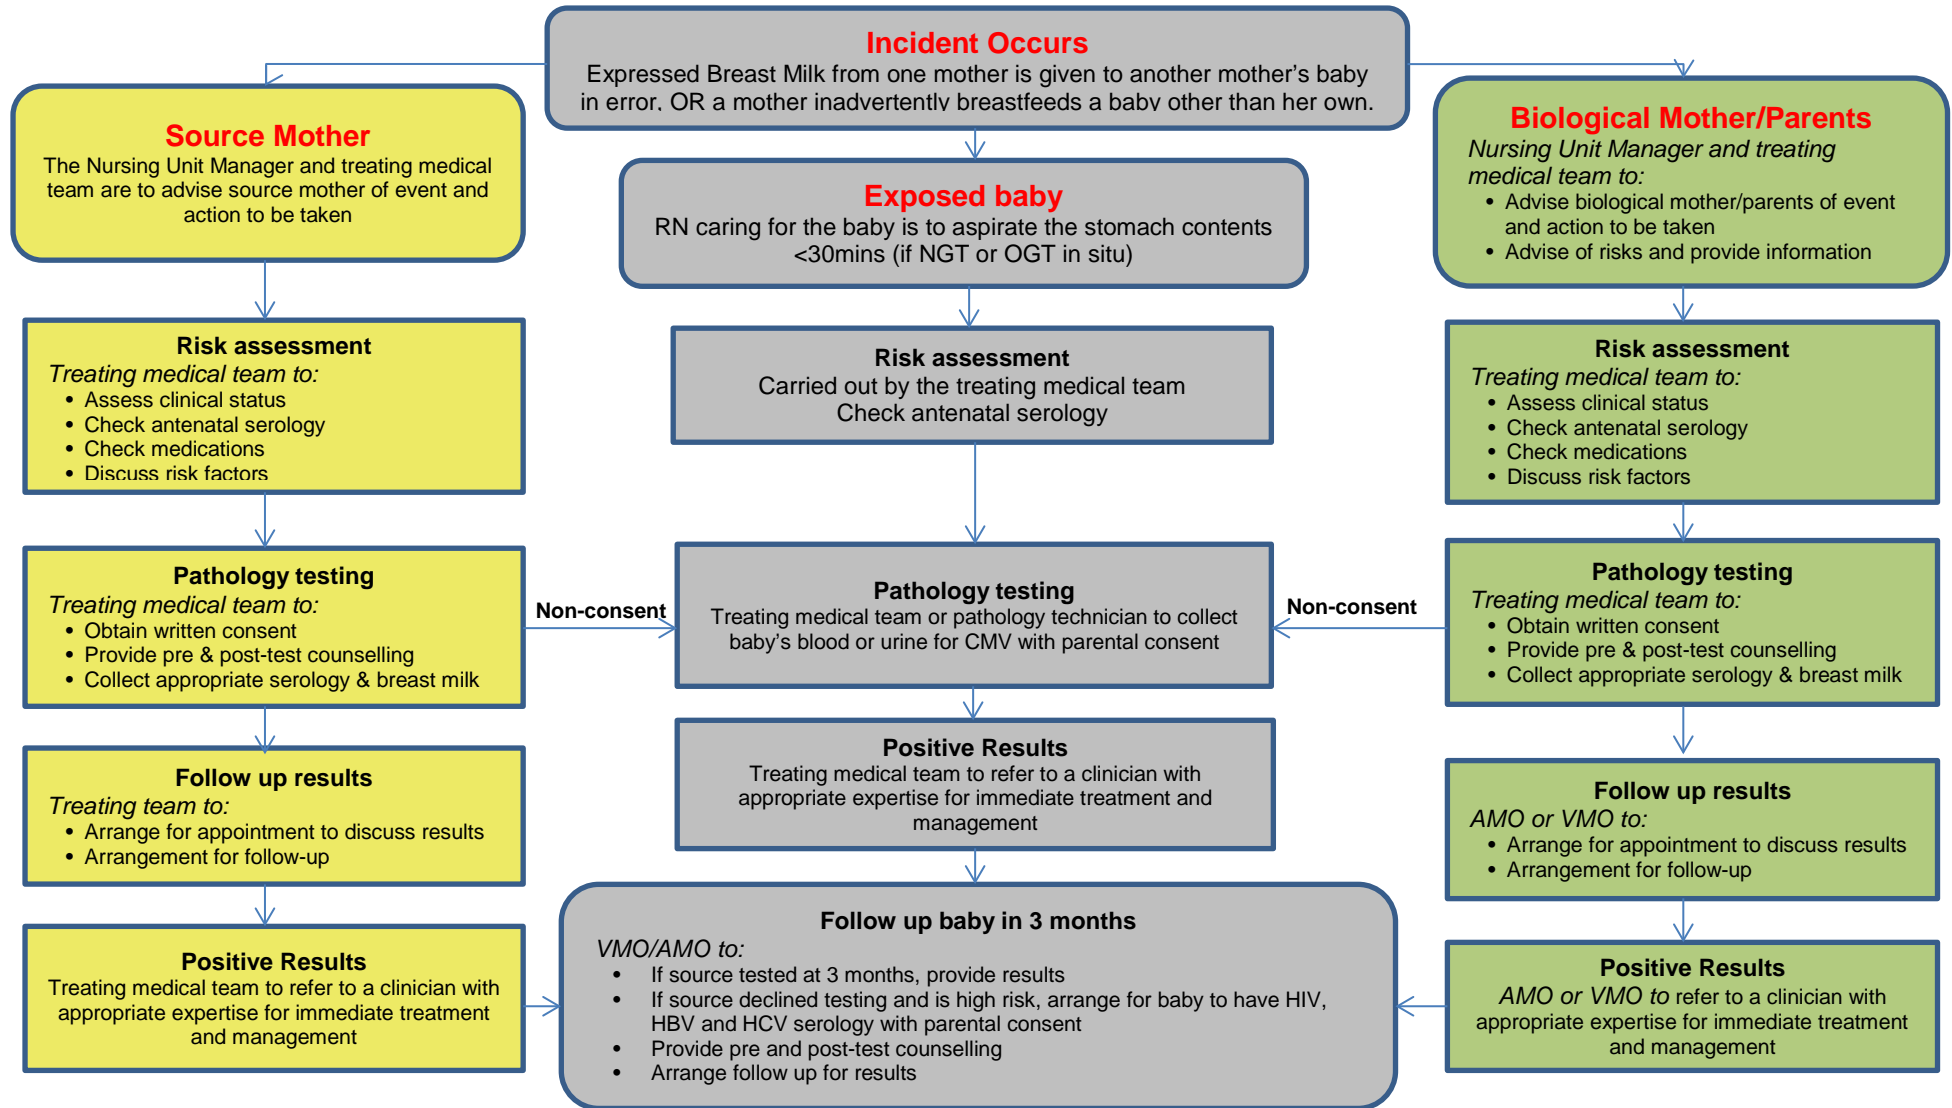 Incident Occurs
Expressed Breast Milk from one mother is given to another mother's baby
in error, OR a mother inadvertently breastfeeds a baby other than her own.
Source Mother
The Nursing Unit Manager and treating medical
team are to advise source mother of event and
action to be taken
Exposed baby
RN caring for the baby is to aspirate the stomach contents
<30mins (if NGT or OGT in situ)
Biological Mother/Parents
Nursing Unit Manager and treating
medical team to:
• Advise biological mother/parents of event
and action to be taken
• Advise of risks and provide information
Risk assessment
Treating medical team to:
• Assess clinical status
• Check antenatal serology
• Check medications
• Discuss risk factors
Risk assessment
Carried out by the treating medical team
Check antenatal serology
Risk assessment
Treating medical team to:
• Assess clinical status
• Check antenatal serology
• Check medications
• Discuss risk factors
Pathology testing
Treating medical team to:
• Obtain written consent
• Provide pre & post-test counselling
• Collect appropriate serology & breast milk
Non-consent
Pathology testing
Treating medical team or pathology technician to collect
baby's blood or urine for CMV with parental consent
Non-consent
Pathology testing
Treating medical team to:
• Obtain written consent
• Provide pre & post-test counselling
• Collect appropriate serology & breast milk
Follow up results
Treating team to:
• Arrange for appointment to discuss results
• Arrangement for follow-up
Positive Results
Treating medical team to refer to a clinician with
appropriate expertise for immediate treatment and
management
Follow up results
AMO or VMO to:
• Arrange for appointment to discuss results
• Arrangement for follow-up
Positive Results
Treating medical team to refer to a clinician with
appropriate expertise for immediate treatment
and management
Follow up baby in 3 months
VMO/AMO to:
• If source tested at 3 months, provide results
• If source declined testing and is high risk, arrange for baby to have HIV,
HBV and HCV serology with parental consent
• Provide pre and post-test counselling
• Arrange follow up for results
Positive Results
AMO or VMO to refer to a clinician with
appropriate expertise for immediate treatment
and management